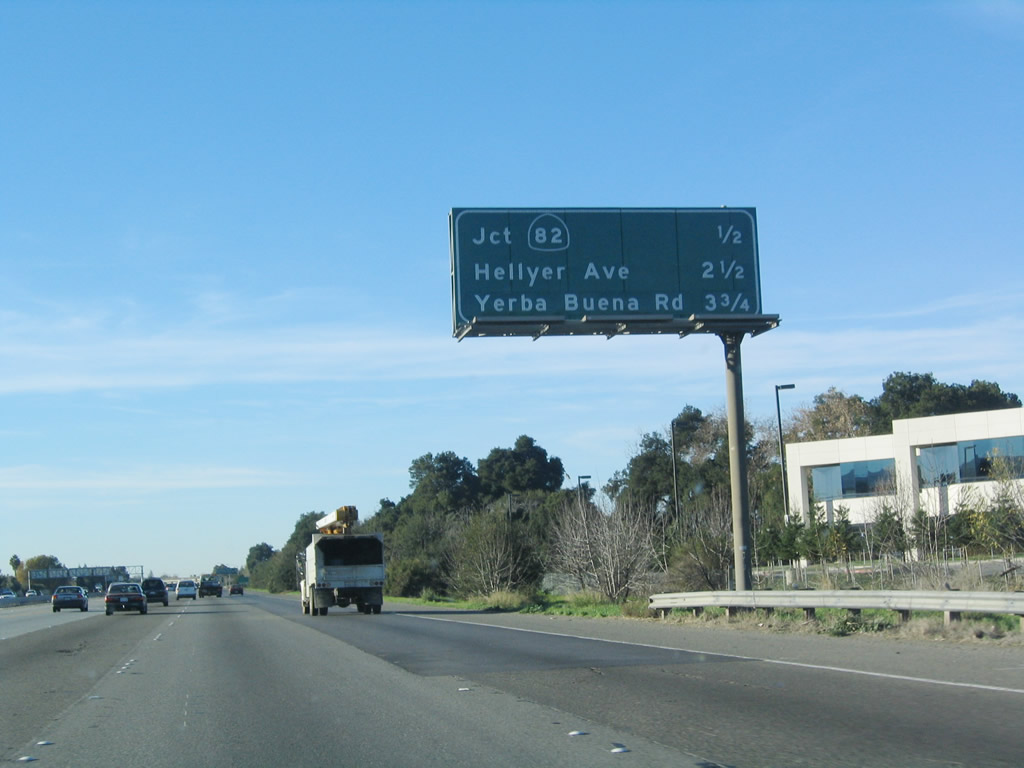 Jct 82 1/2
Hellyer Ave 2 1/2
Yerba Buena Rd 3 3/4